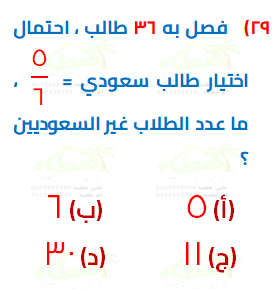 ٢٩) فصل به ٣٦ طالب ، احتمال
اختيار طالب سعودي = ٥/٦ ،
ما عدد الطلاب غير السعوديين
؟
(أ) ٥ (ب) ٦
(ج) ١١ (د) ٣٠